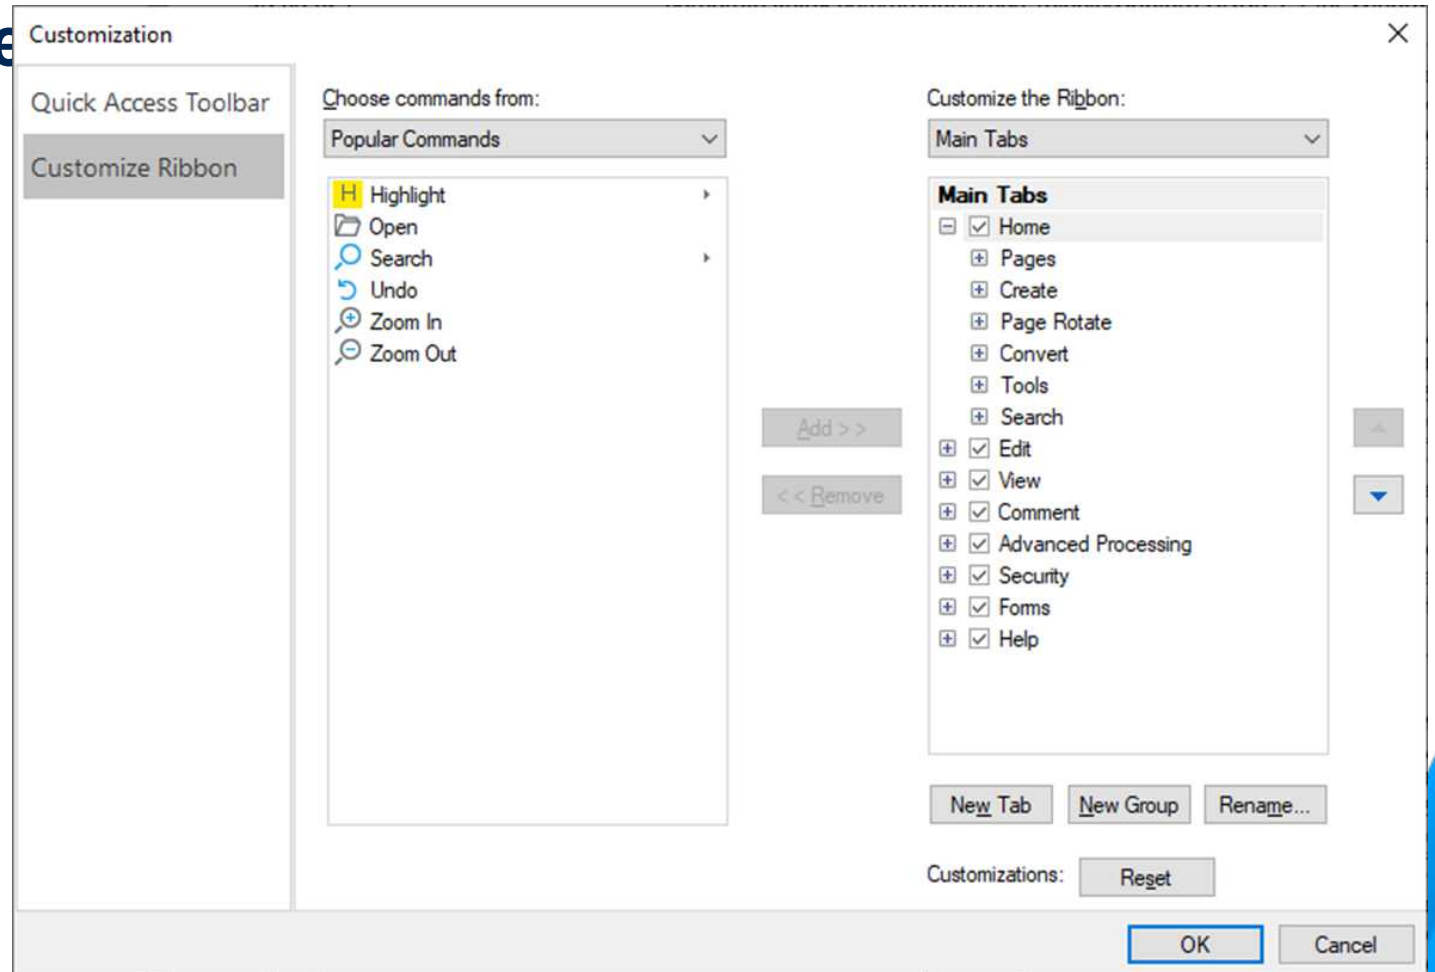 e
Customization
Quick Access Toolbar
Customize Ribbon
Choose commands from:
Popular Commands
H Highlight
Open
Search
Undo
Zoom In
Zoom Out
Add > >
< < Remove
Customize the Ribbon:
Main Tabs
Main Tabs
Home
Pages
Create
Page Rotate
Convert
Tools
Search
Edit
View
Comment
Advanced Processing
Security
Forms
Help
New Tab
New Group
Rename...
Customizations:
Reset
OK
Cancel